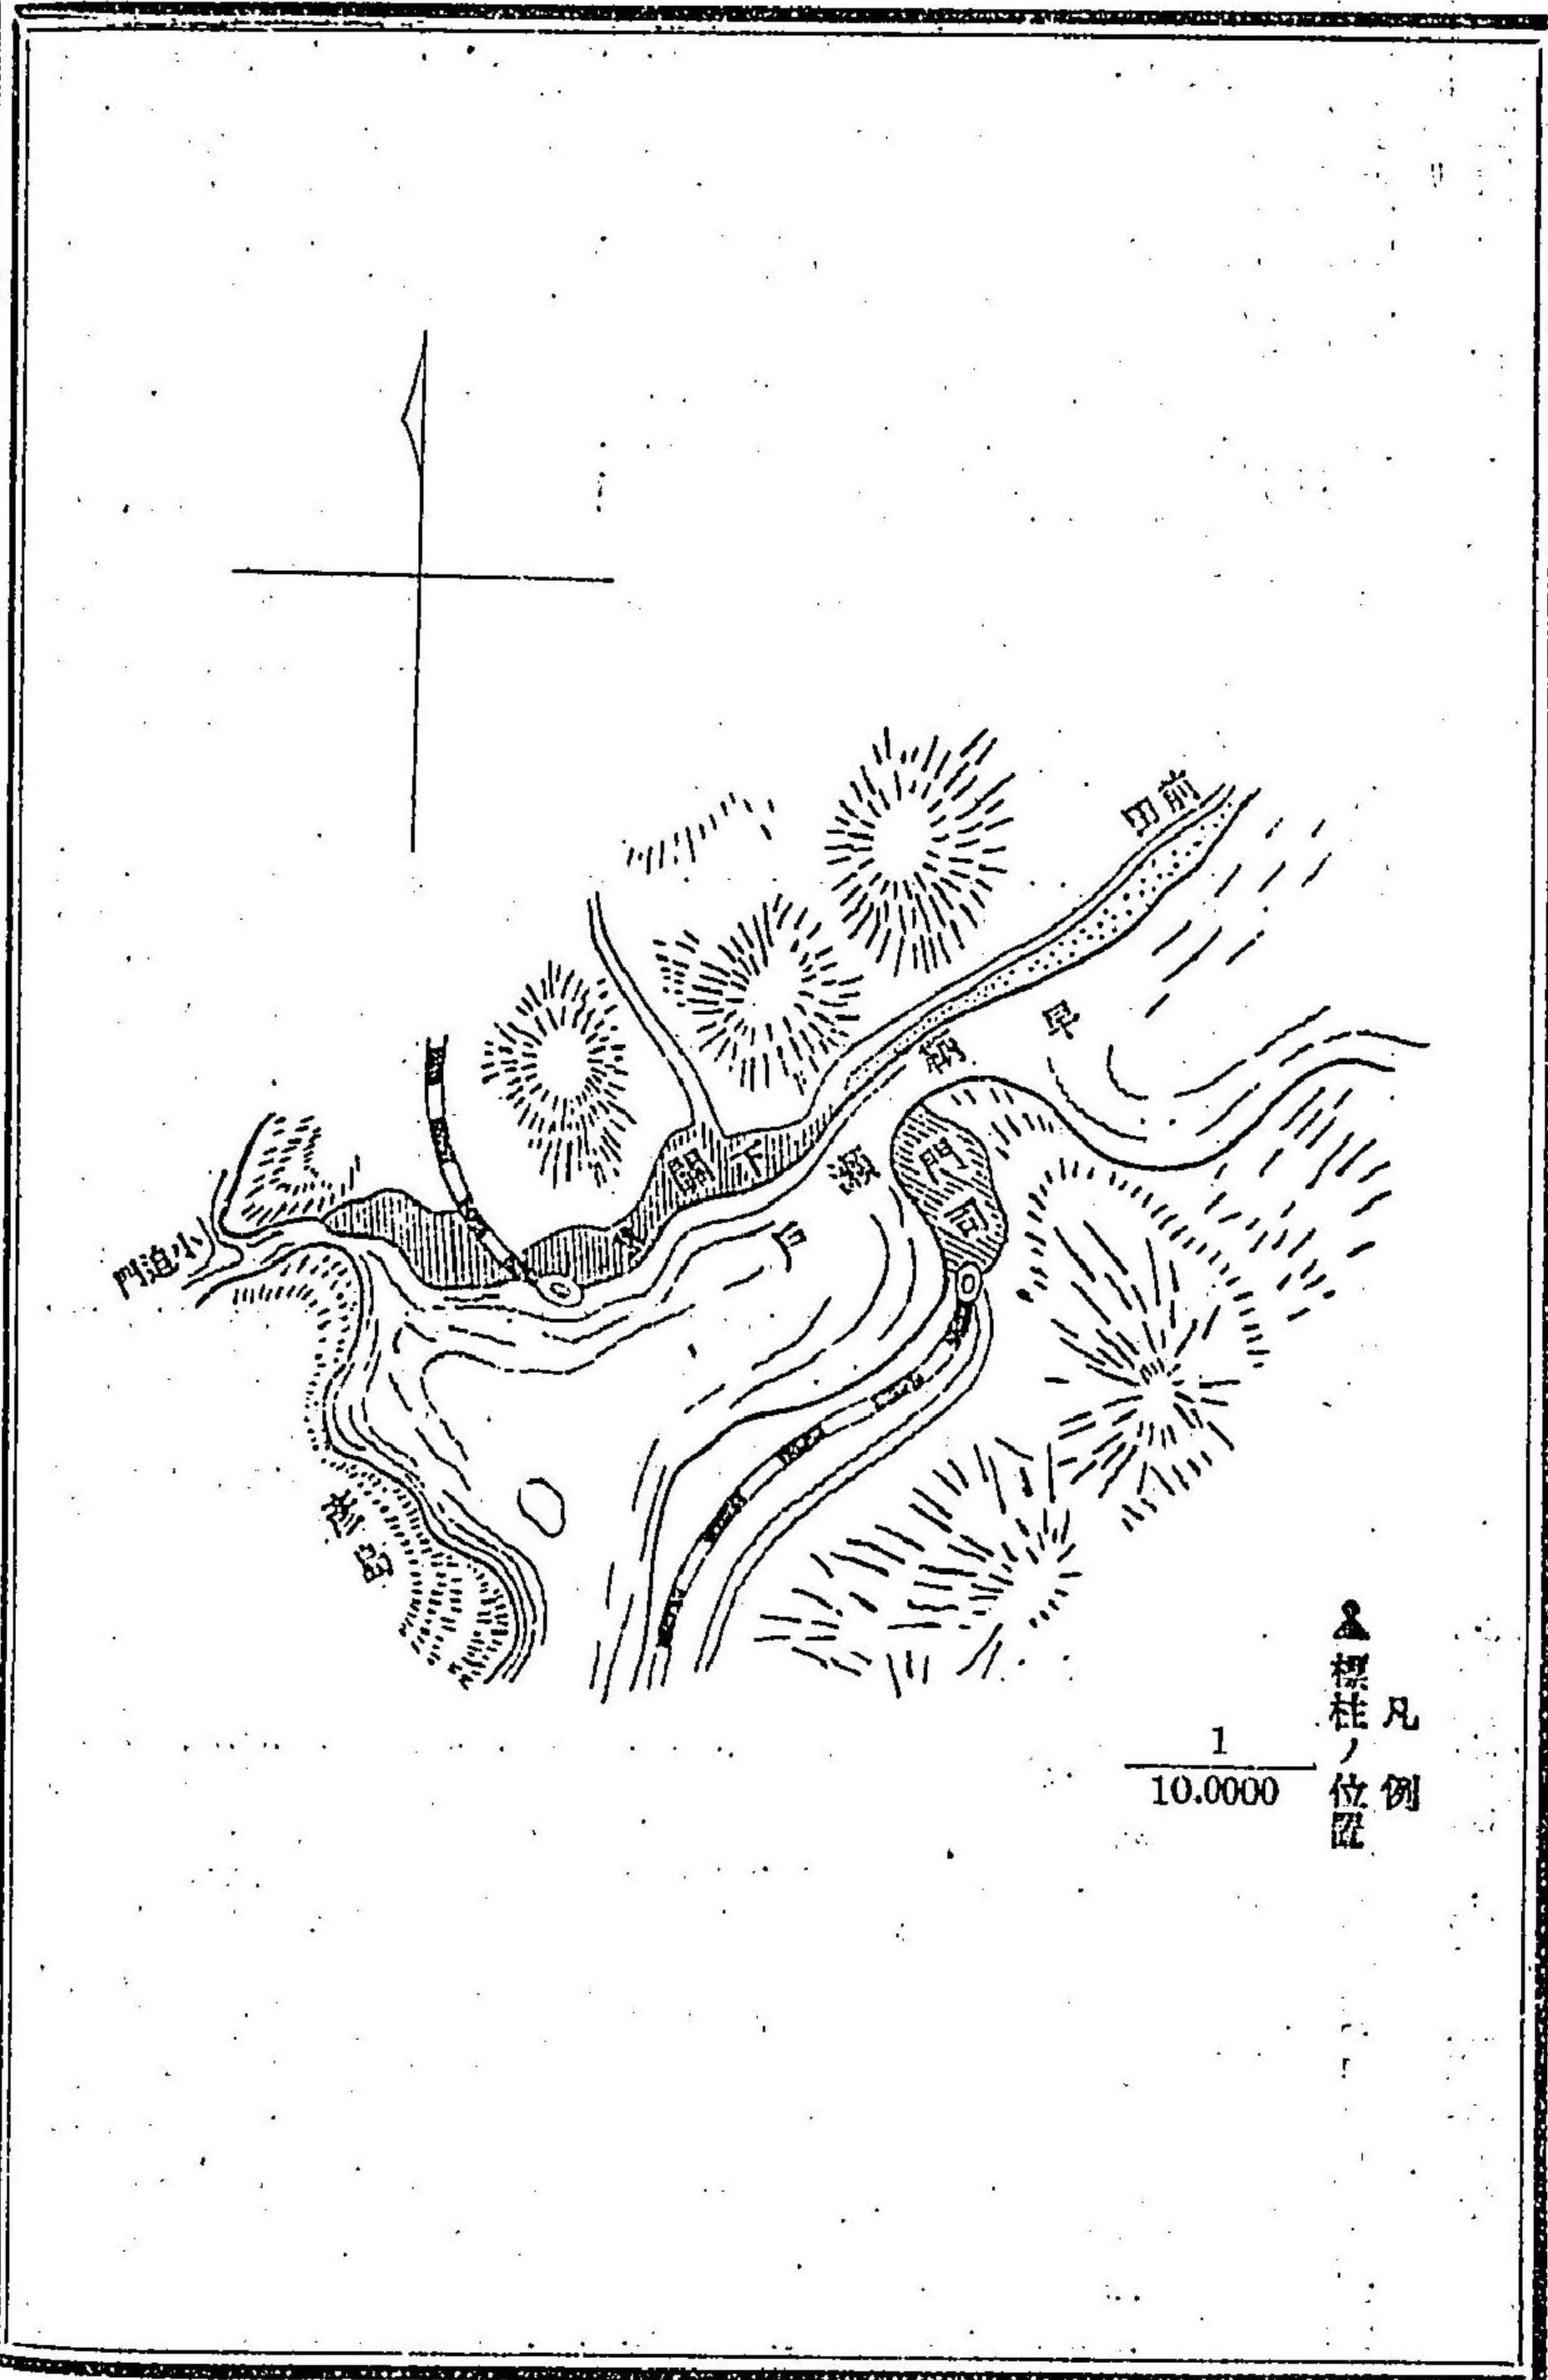 前田
早
鞆
瀬
戸
下關
門司
小迫門
彦島
凡例
標柱ノ位置
1
10.0000